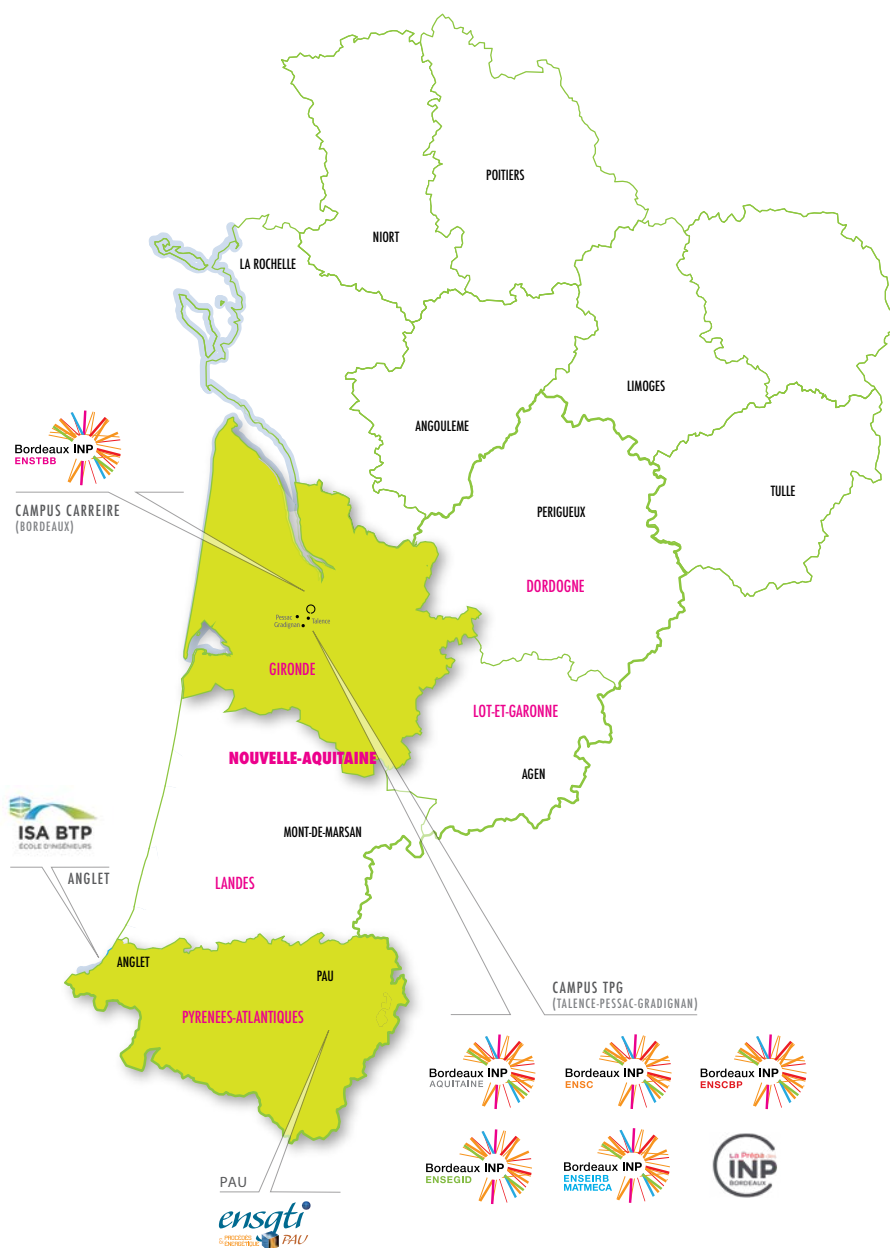 POITIERS
NIORT
LA ROCHELLE
LIMOGES
ANGOULEME
Bordeaux INP
ENSTBB
TULLE
CAMPUS CARREIRE
(BORDEAUX)
PERIGUEUX
DORDOGNE
Pessac
Talence
Gradignan
GIRONDE
LOT-ET-GARONNE
NOUVELLE-AQUITAINE
AGEN
ISA BTP
ÉCOLE D'INGÉNIEURS
MONT-DE-MARSAN
ANGLET
LANDES
ANGLET
PAU
CAMPUS TPG
(TALENCE-PESSAC-GRADIGNAN)
PYRENEES-ATLANTIQUES
Bordeaux INP
AQUITAINE
Bordeaux INP
ENSC
Bordeaux INP
ENSCBP
Bordeaux INP
ENSEGID
Bordeaux INP
ENSEIRB
MATMECA
La Prépa des
INP
BORDEAUX
PAU
ensgti
PROCÉDÉS
ENERGÉTIQUE
PAU